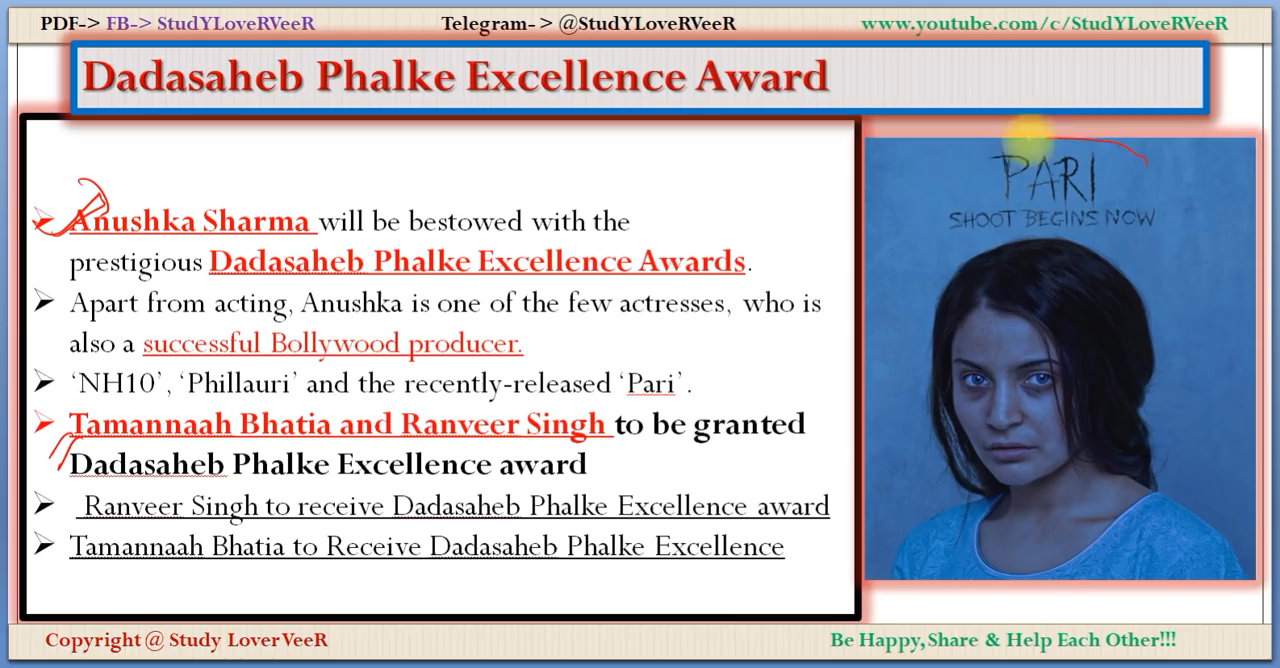 PDF-> FB-> StudYLoveRVeeR Telegram- > @StudYLoveRVeeR www.youtube.com/c/StudYLoveRVeeR
Dadasaheb Phalke Excellence Award
PARI
SHOOT BEGINS NOW
Anushka Sharma will be bestowed with the
prestigious Dadasaheb Phalke Excellence Awards.
Apart from acting, Anushka is one of the few actresses, who is
also a successful Bollywood producer.
‘NH10’, ‘Phillauri’ and the recently-released ‘Pari’.
Tamannaah Bhatia and Ranveer Singh to be granted
Dadasaheb Phalke Excellence award
Ranveer Singh to receive Dadasaheb Phalke Excellence award
Tamannaah Bhatia to Receive Dadasaheb Phalke Excellence
Copyright @ Study LoverVeeR Be Happy,Share & Help Each Other!!!